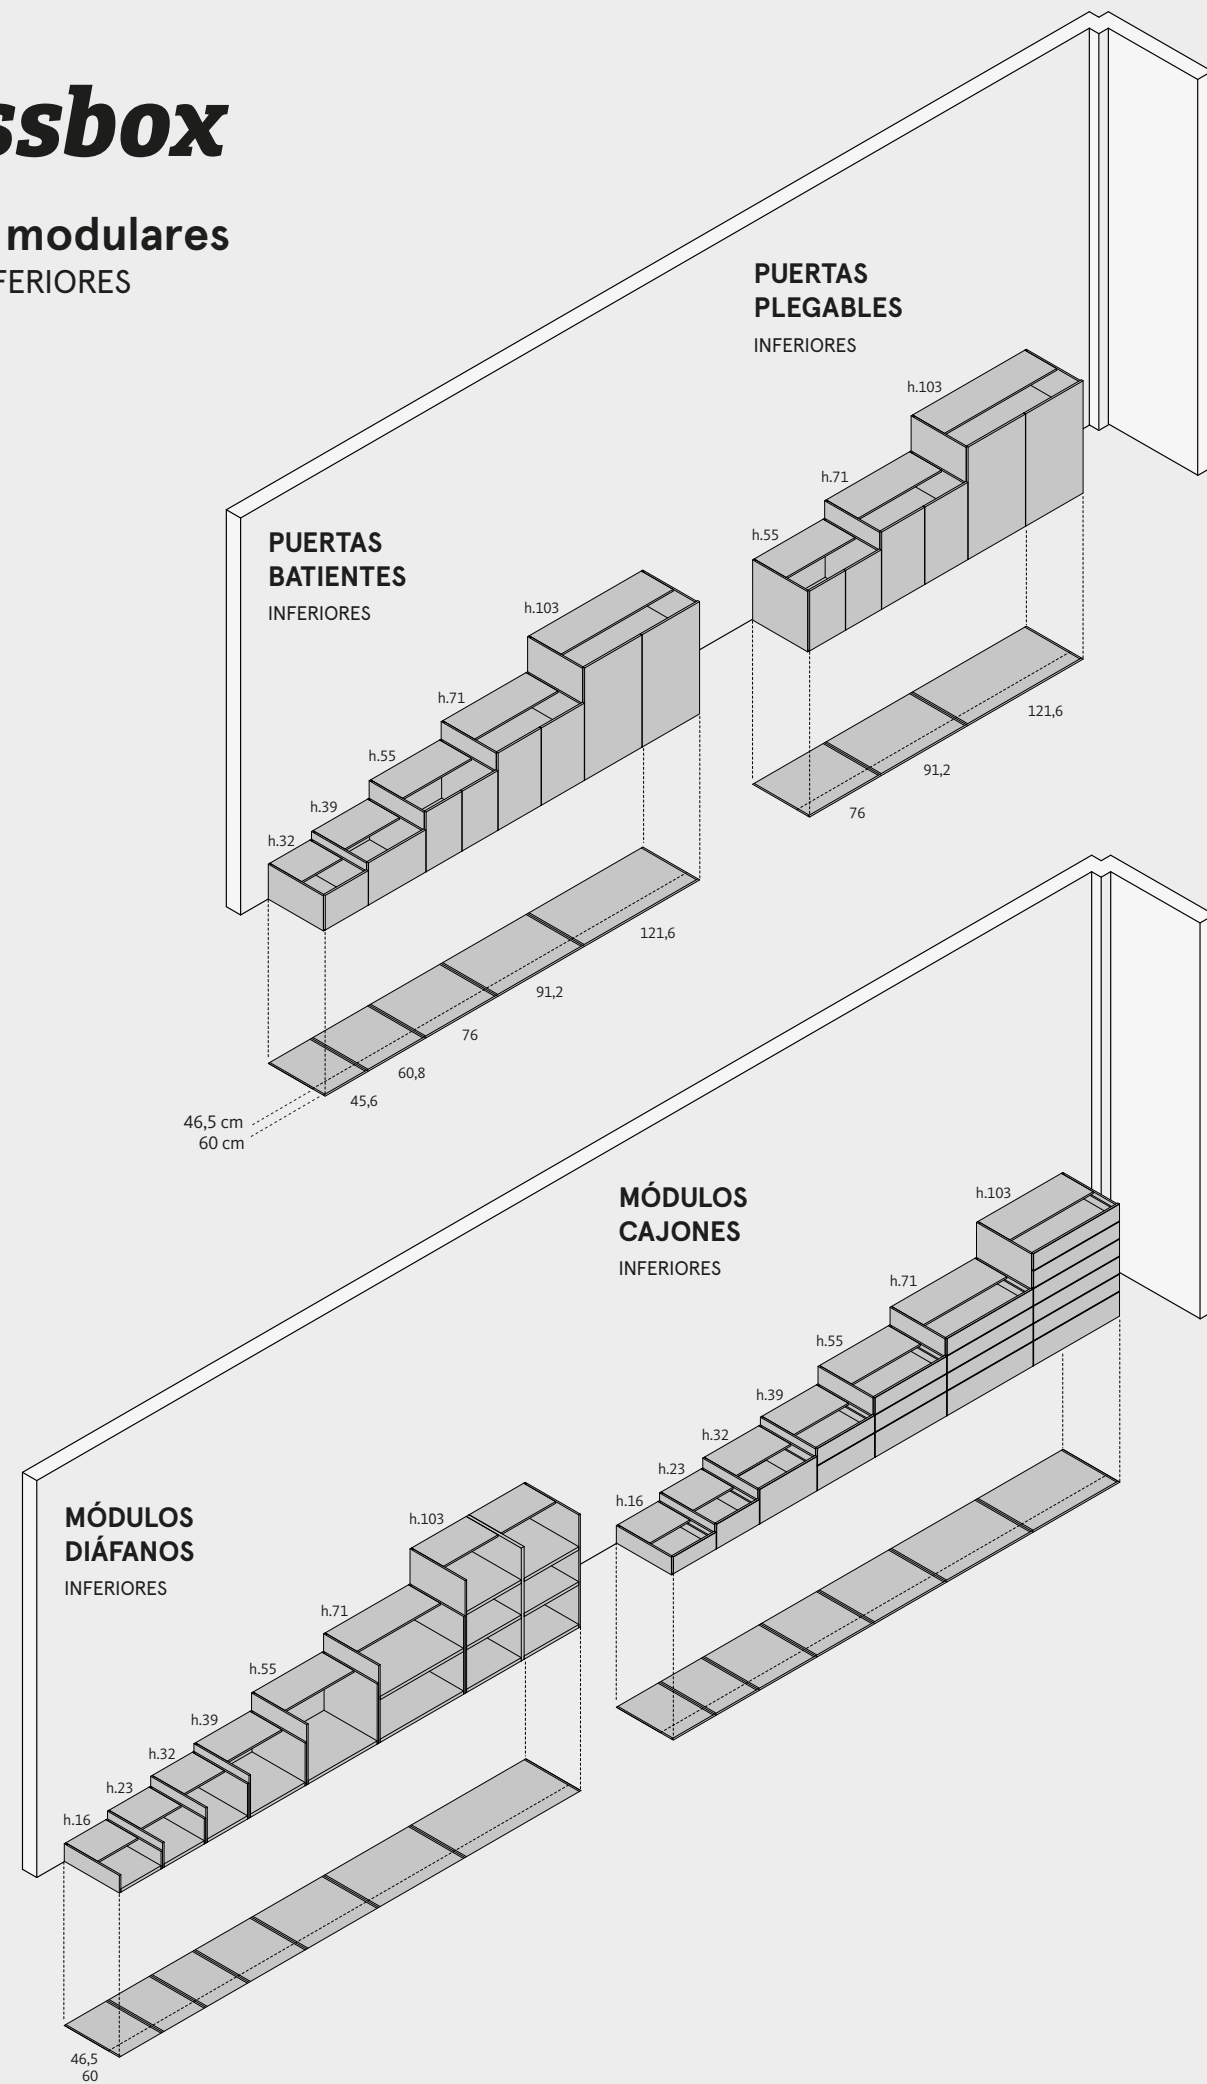 ssbox
modulares
FERIORES
PUERTAS
PLEGABLES
INFERIORES
h.103
h.71
h.55
121,6
91,2
76
PUERTAS
BATIENTES
INFERIORES
h.103
h.71
h.55
h.39
h.32
121,6
91,2
76
60,8
45,6
46,5 cm
60 cm
MÓDULOS
CAJONES
INFERIORES
h.103
h.71
h.55
h.39
h.32
h.23
h.16
MÓDULOS
DIÁFANOS
INFERIORES
h.103
h.71
h.55
h.39
h.32
h.23
h.16
46,5
60